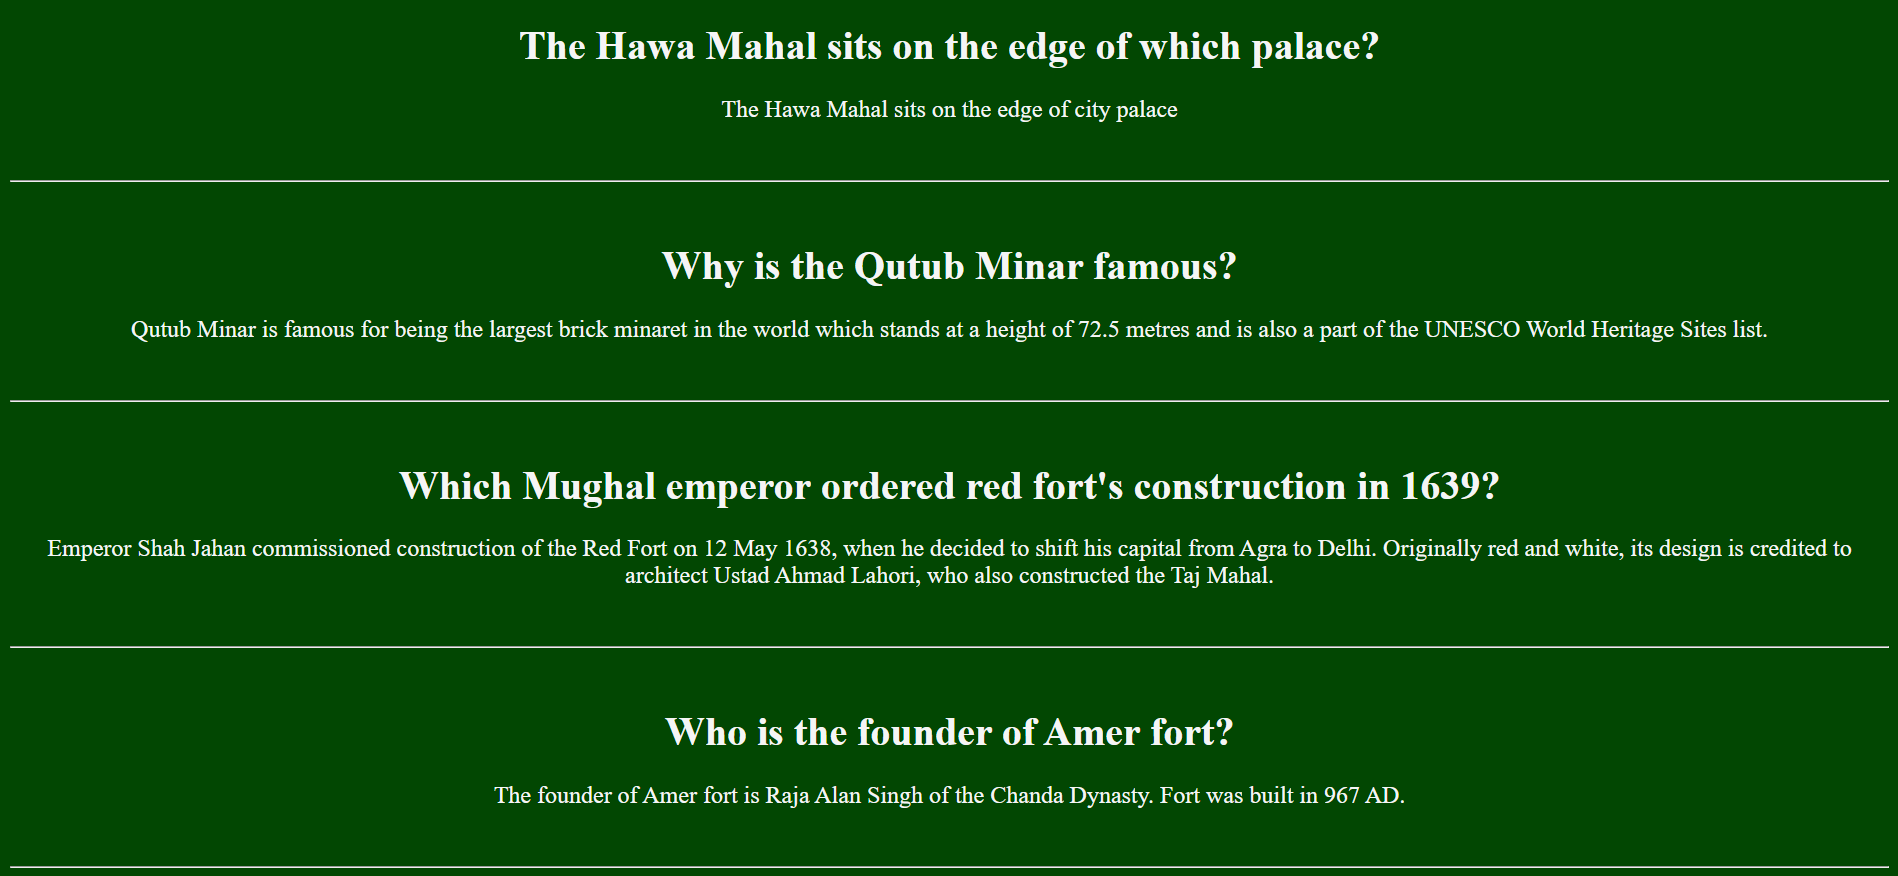 The Hawa Mahal sits on the edge of which palace?
The Hawa Mahal sits on the edge of city palace
Why is the Qutub Minar famous?
Qutub Minar is famous for being the largest brick minaret in the world which stands at a height of 72.5 metres and is also a part of the UNESCO World Heritage Sites list.
Which Mughal emperor ordered red fort's construction in 1639?
Emperor Shah Jahan commissioned construction of the Red Fort on 12 May 1638, when he decided to shift his capital from Agra to Delhi. Originally red and white, its design is credited to
architect Ustad Ahmad Lahori, who also constructed the Taj Mahal.
Who is the founder of Amer fort?
The founder of Amer fort is Raja Alan Singh of the Chanda Dynasty. Fort was built in 967 AD.